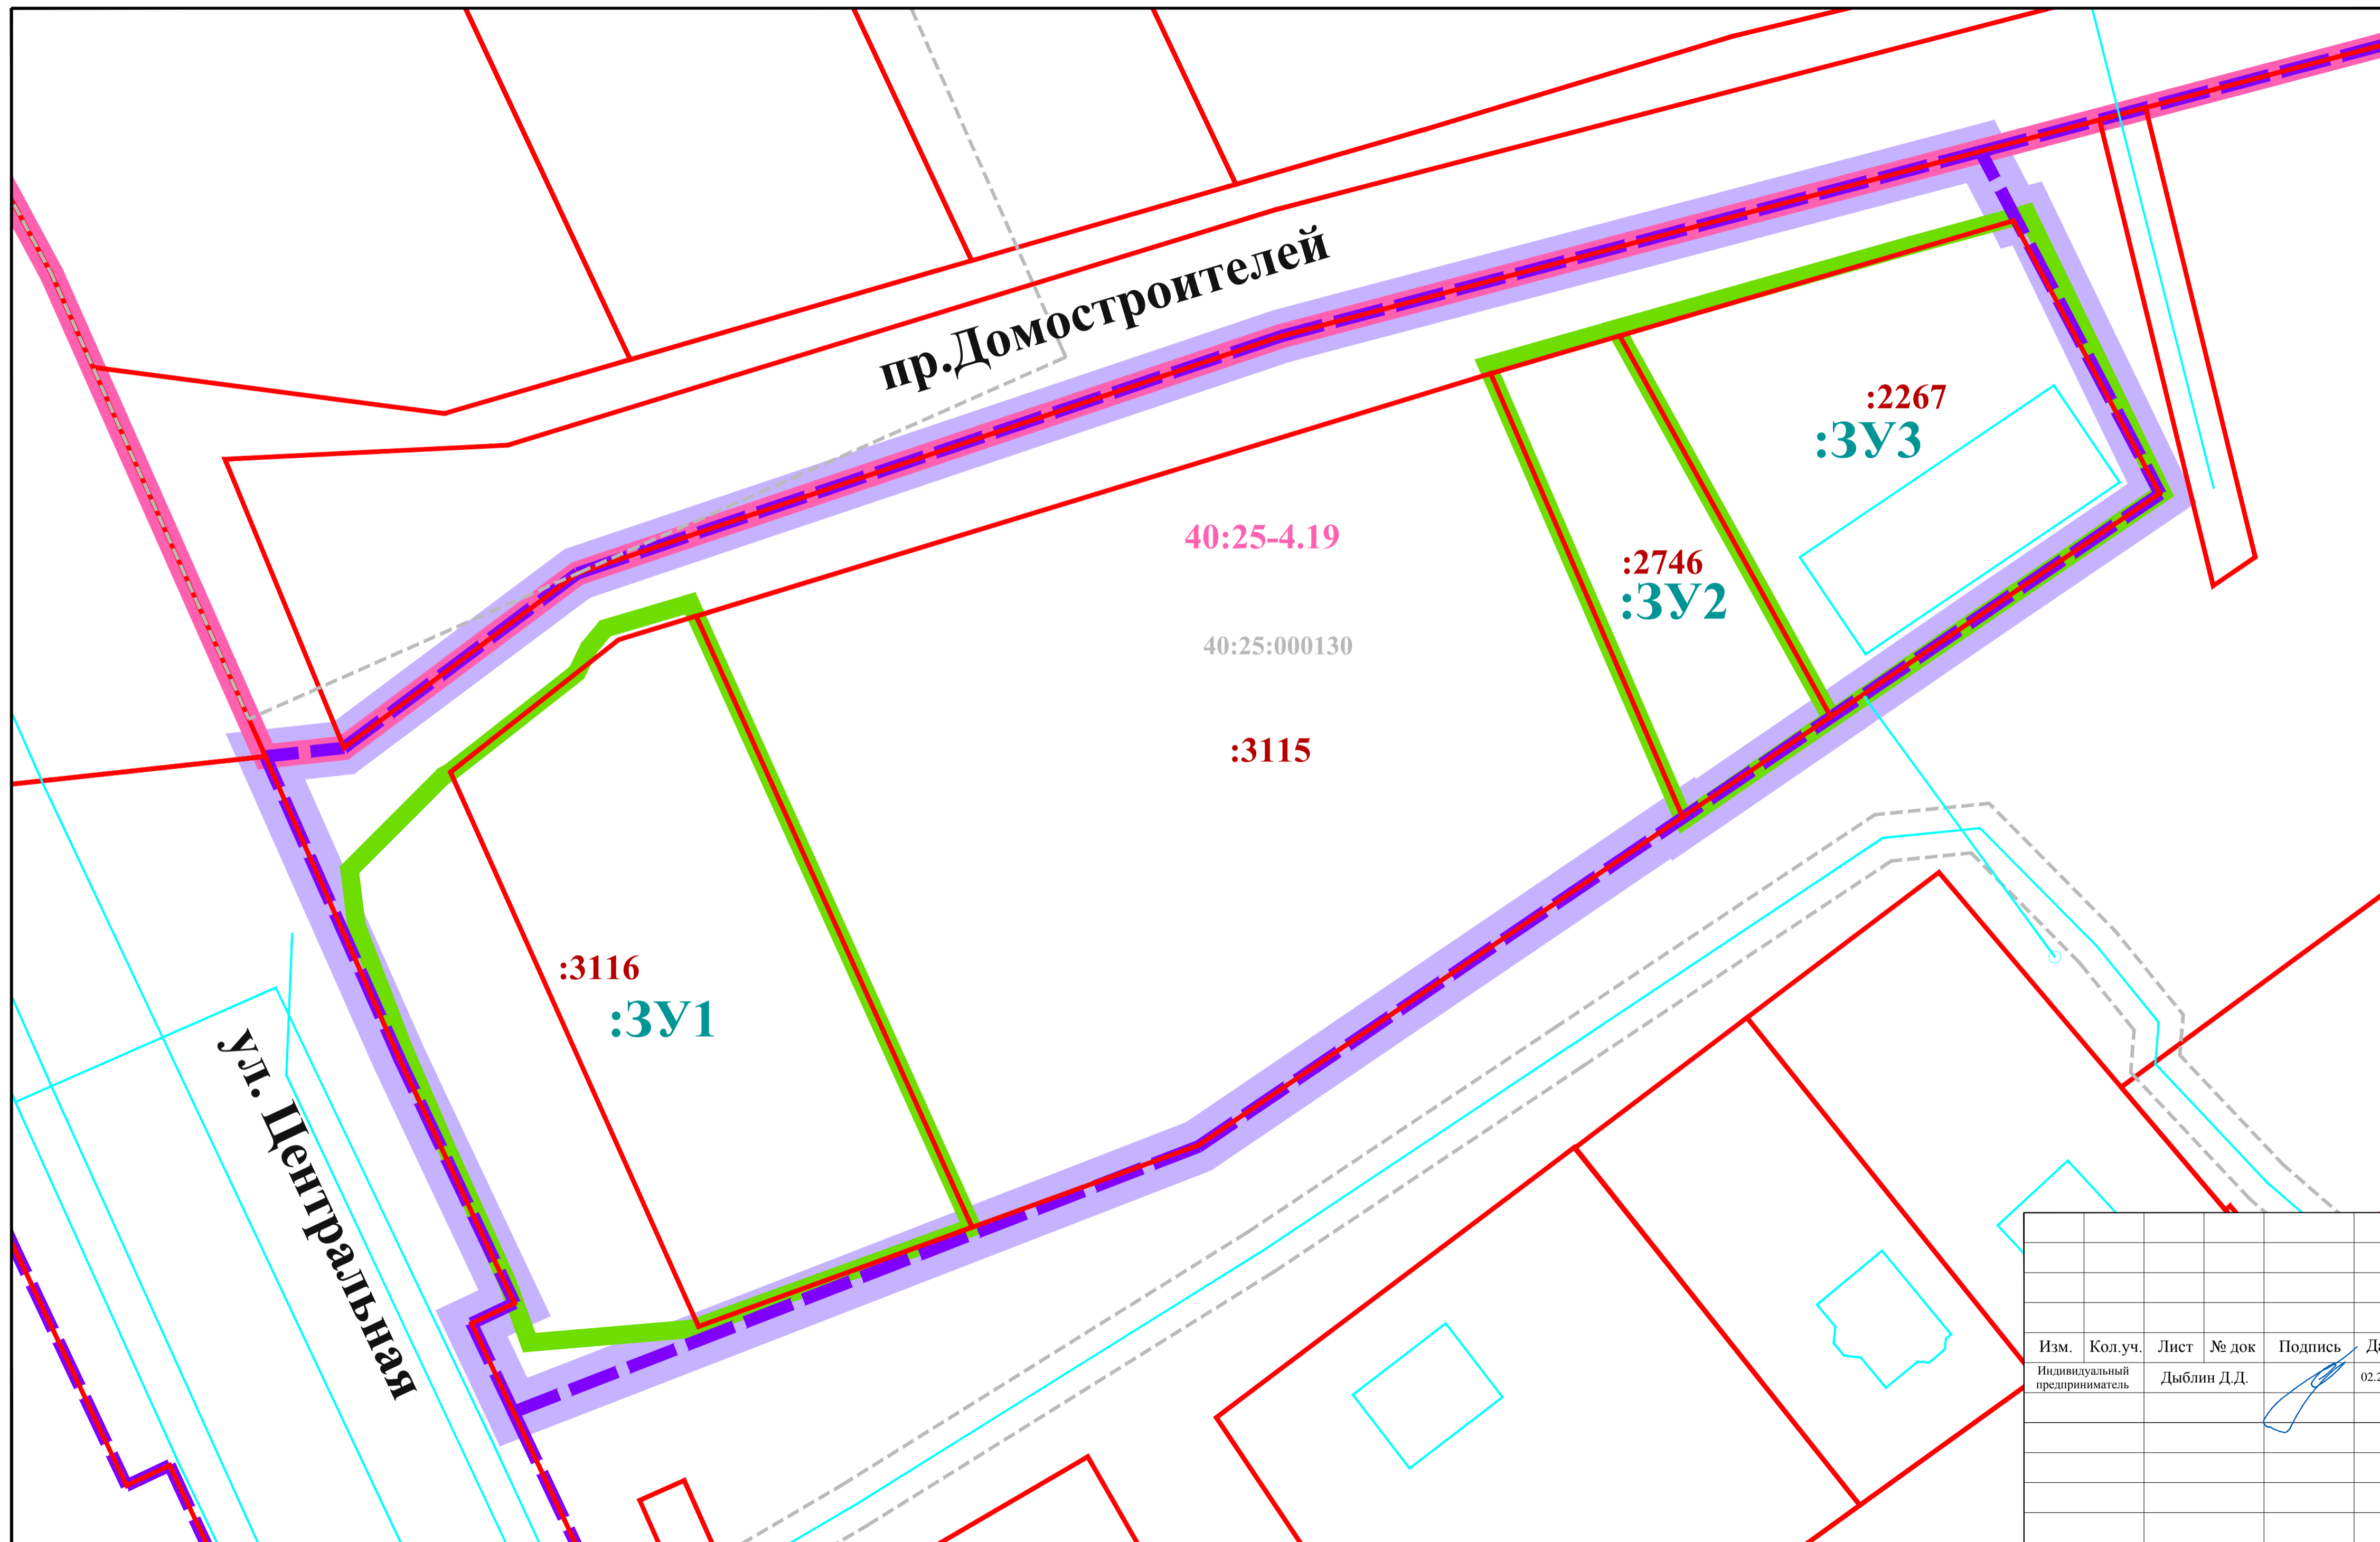 пр.Домостроителей
:2267
:ЗУ3
40:25-4.19
:2746
:ЗУ2
40:25:000130
:3115
:3116
:ЗУ1
ул. Центральная
Изм. Кол.уч. Лист № док Подпись
Индивидуальный
предприниматель
Дыблин Д.Д.